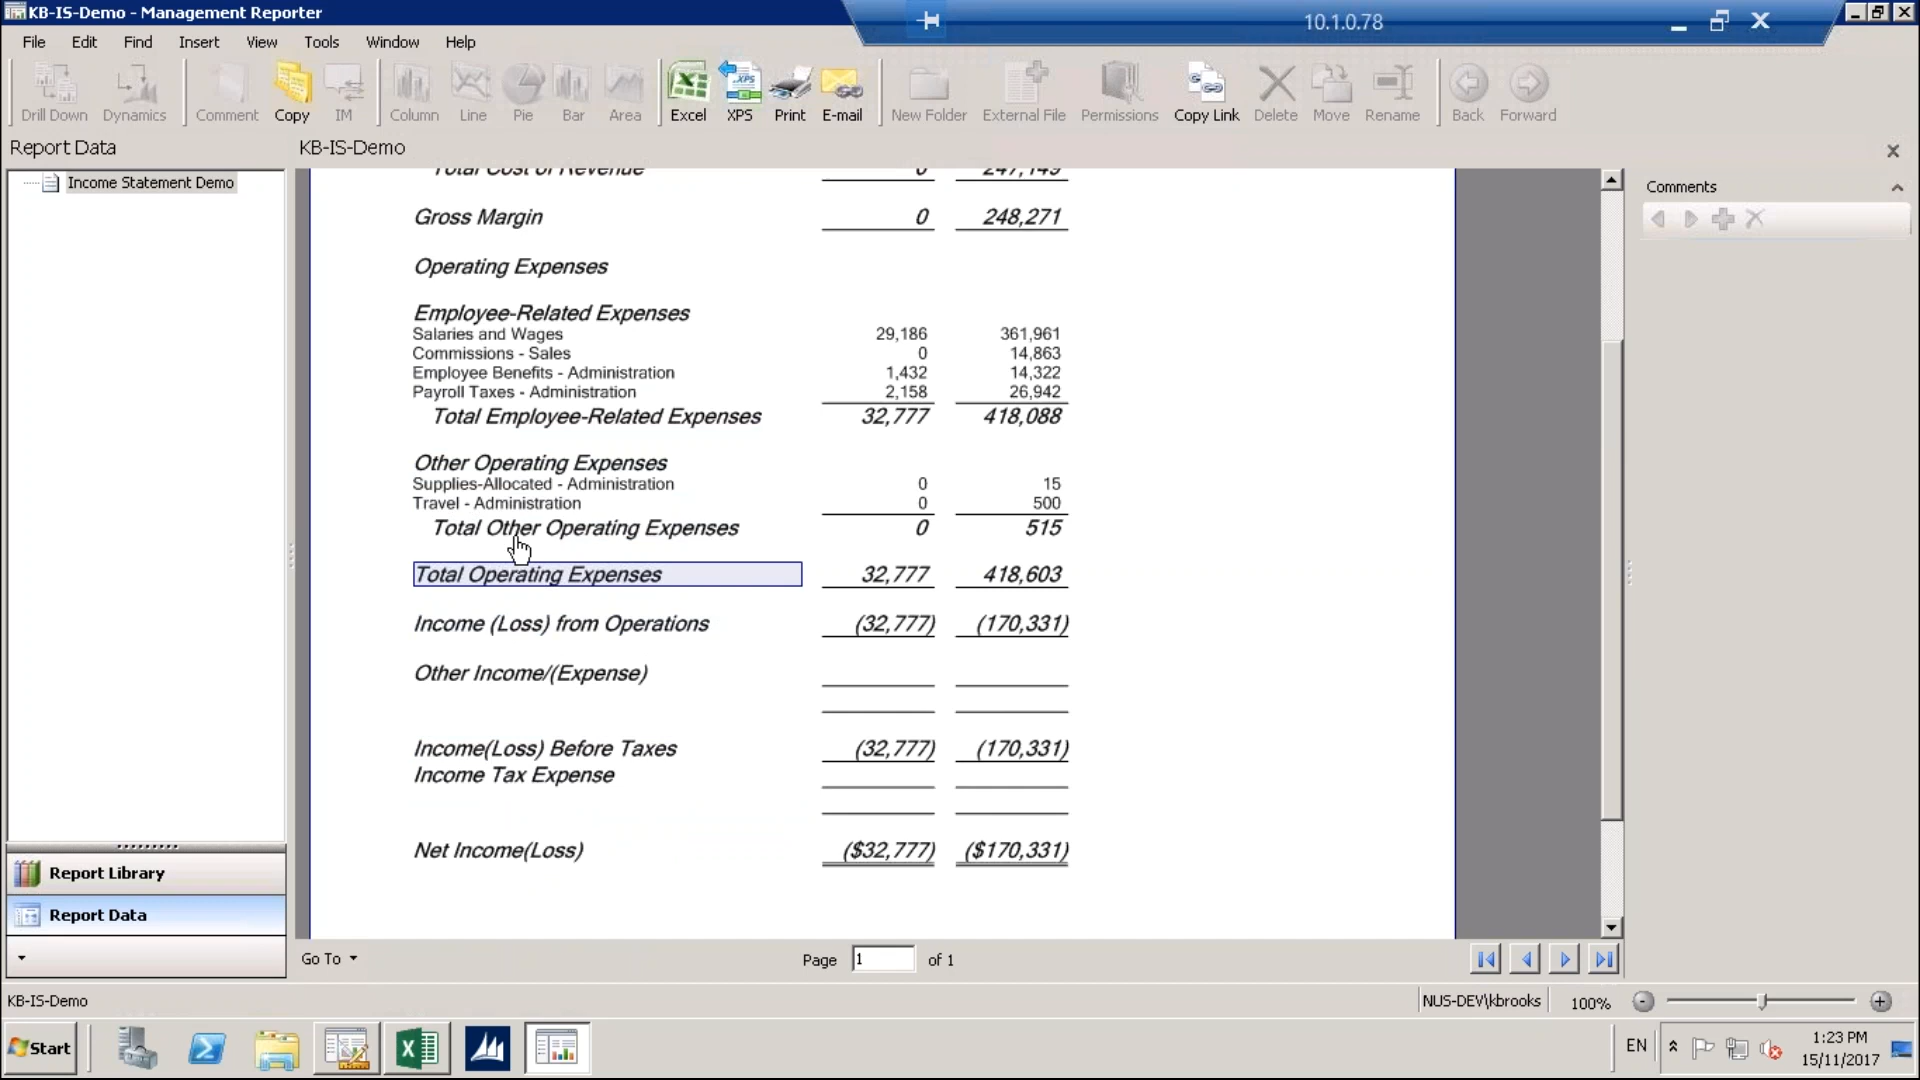 KB-IS-Demo - Management Reporter
10.1.0.78
File Edit Find Insert View Tools Window Help
Drill Down Dynamics Comment Copy IM Column Line Pie Bar Area Excel XPS Print E-mail New Folder External File Permissions Copy Link Delete Move Rename Back Forward
Report Data
KB-IS-Demo
Income Statement Demo
Comments
Total Cost of Revenue 0 247,149
Gross Margin 0 248,271
Operating Expenses
Employee-Related Expenses
Salaries and Wages 29,186 361,961
Commissions - Sales 0 14,863
Employee Benefits - Administration 1,432 14,322
Payroll Taxes - Administration 2,158 26,942
Total Employee-Related Expenses 32,777 418,088
Other Operating Expenses
Supplies-Allocated - Administration 0 15
Travel - Administration 0 500
Total Other Operating Expenses 0 515
Total Operating Expenses 32,777 418,603
Income (Loss) from Operations (32,777) (170,331)
Other Income/(Expense)
Income(Loss) Before Taxes (32,777) (170,331)
Income Tax Expense
Net Income(Loss) ($32,777) ($170,331)
Report Library
Report Data
Go To
Page 1 of 1
KB-IS-Demo
NUS-DEV\kbrooks 100%
Start
EN
1:23 PM
15/11/2017